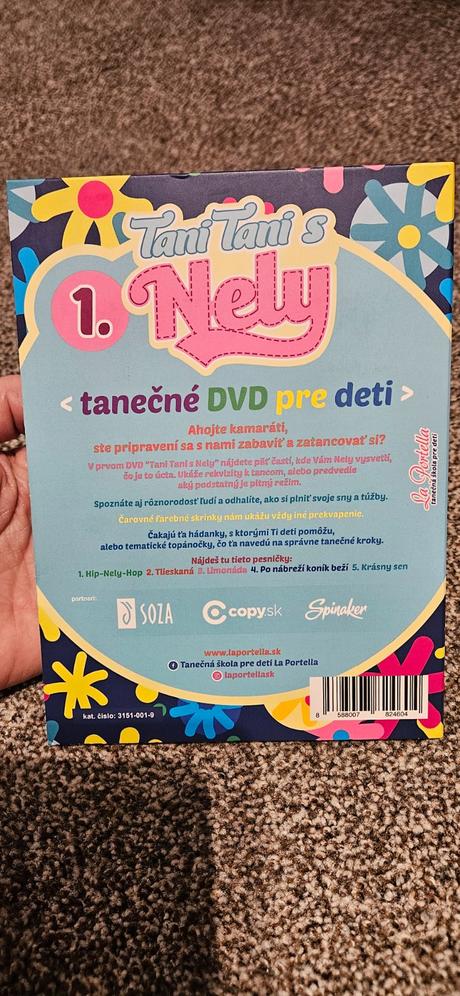 Tani Tani s
1. Nely
< tanečné DVD pre deti >
Ahojte kamaráti,
ste pripravení sa s nami zabaviť a zatancovať si?
V prvom DVD "Tani Tani s Nely" nájdete päť častí, kde Vám Nely vysvetlí,
čo je to úcta. Ukáže rekvizity k tancom, alebo predvedie
aký podstatný je pitný režim.
Spoznáte aj rôznorodosť ľudí a odhalíte, ako si plniť svoje sny a túžby.
Čarovné farebné skrinky nám ukážu vždy iné prekvapenie.
Čakajú ťa hádanky, s ktorými Ti deti pomôžu,
alebo tematické topánočky, čo ťa navedú na správne tanečné kroky.
Nájdeš tu tieto pesničky:
1. Hip-Nely-Hop 2. Tlieskaná 3. Limonáda 4. Po nábreží koník beží 5. Krásny sen
La Portella
tanečná škola pre deti
partneri:
SOZA
copy.sk
Spinaker
www.laportella.sk
Tanečná škola pre deti La Portella
laportellask
kat. číslo: 3151-001-9
8 588007 824604